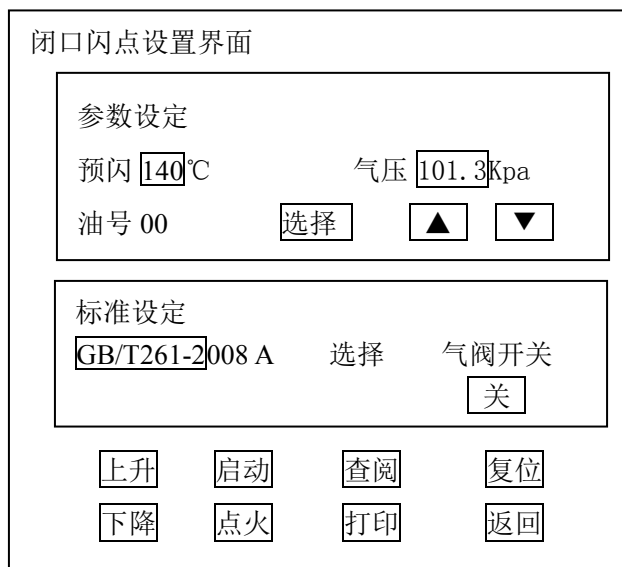 闭口闪点设置界面
参数设定
预闪 140℃ 气压 101.3Kpa
油号 00 选择 ▲ ▼
标准设定
GB/T261-2008 A 选择 气阀开关
关
上升 启动 查阅 复位
下降 点火 打印 返回